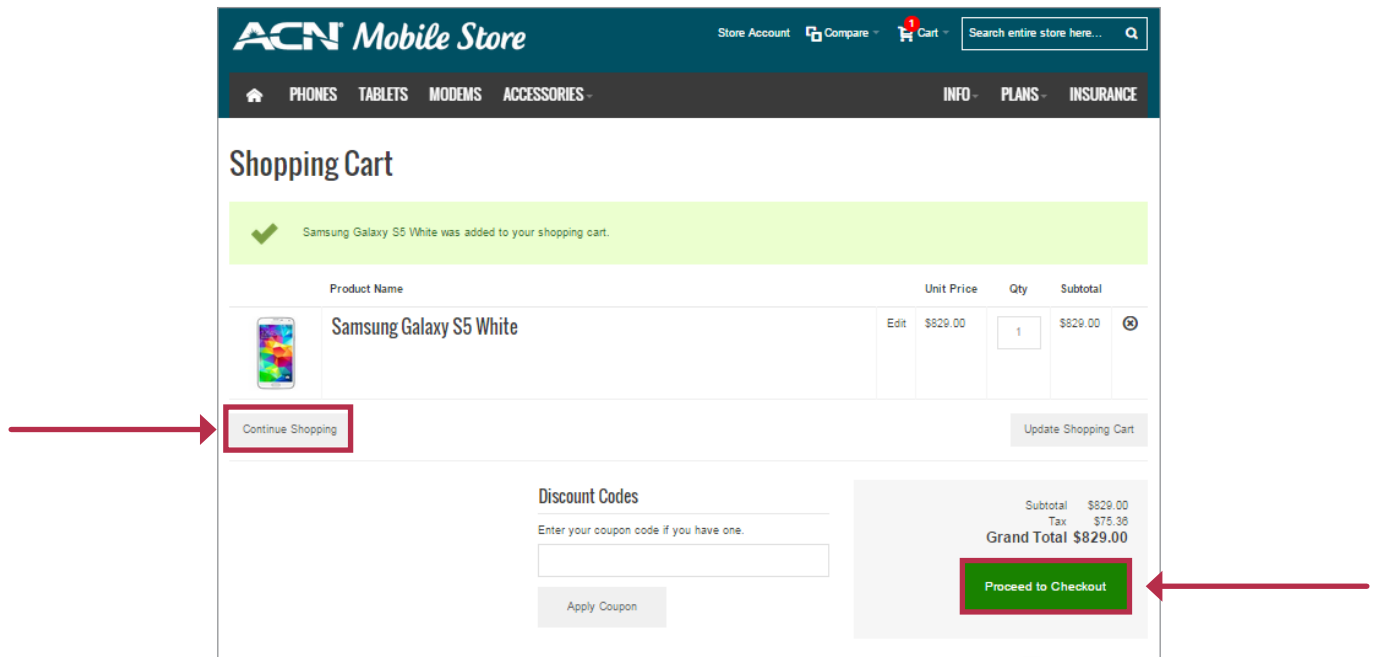 ACN Mobile Store
Store Account Compare 1 Cart Search entire store here...
PHONES TABLETS MODEMS ACCESSORIES INFO PLANS INSURANCE
Shopping Cart
Samsung Galaxy S5 White was added to your shopping cart.
Product Name Unit Price Qty Subtotal
Samsung Galaxy S5 White Edit $829.00 1 $829.00
Continue Shopping Update Shopping Cart
Discount Codes
Enter your coupon code if you have one.
Apply Coupon
Subtotal $829.00
Tax $75.36
Grand Total $829.00
Proceed to Checkout